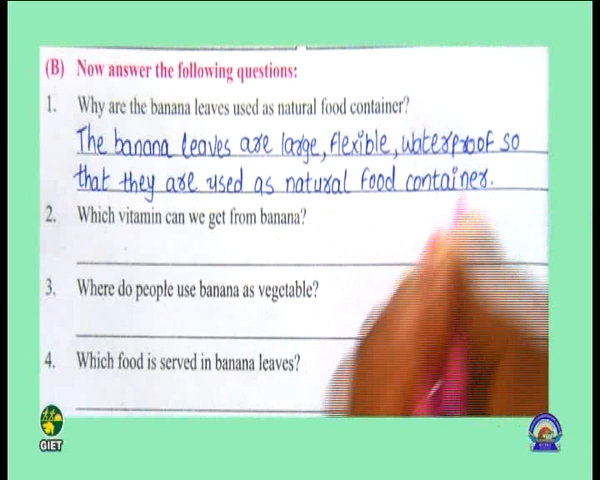 (B) Now answer the following questions:
1. Why are the banana leaves used as natural food container?
The banana leaves are large, flexible, waterproof so
that they are used as natural food container.
2. Which vitamin can we get from banana?
3. Where do people use banana as vegetable?
4. Which food is served in banana leaves?
GIET